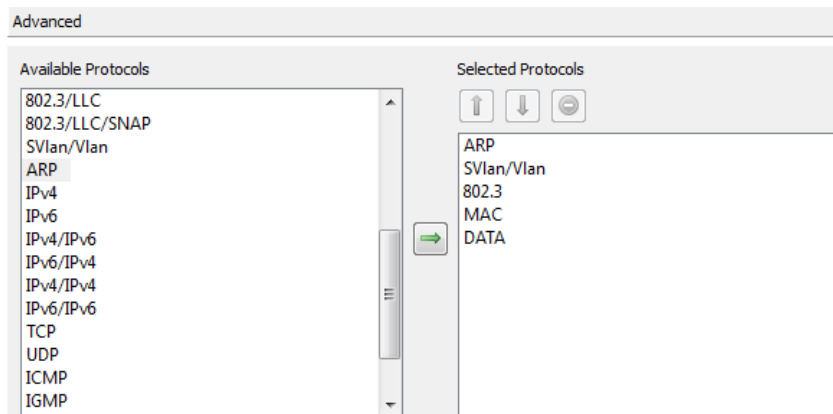 Advanced
Available Protocols
802.3/LLC
802.3/LLC/SNAP
SVlan/Vlan
ARP
IPv4
IPv6
IPv4/IPv6
IPv6/IPv4
IPv4/IPv4
IPv6/IPv6
TCP
UDP
ICMP
IGMP
Selected Protocols
ARP
SVlan/Vlan
802.3
MAC
DATA